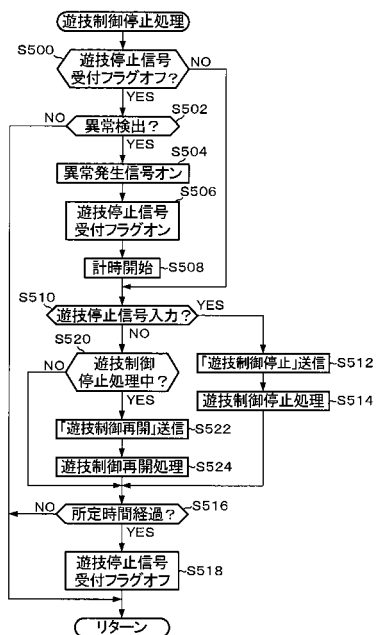 遊技制御停止処理
S500
遊技停止信号
受付フラグオフ?
NO
YES
S502
NO
異常検出?
YES
S504
異常発生信号オン
S506
遊技停止信号
受付フラグオン
計時開始
S508
S510
遊技停止信号入力?
YES
NO
S520
NO
遊技制御
停止処理中?
YES
「遊技制御停止」送信
S512
遊技制御停止処理
S514
「遊技制御再開」送信
S522
遊技制御再開処理
S524
NO
所定時間経過?
S516
YES
遊技停止信号
受付フラグオフ
S518
リターン